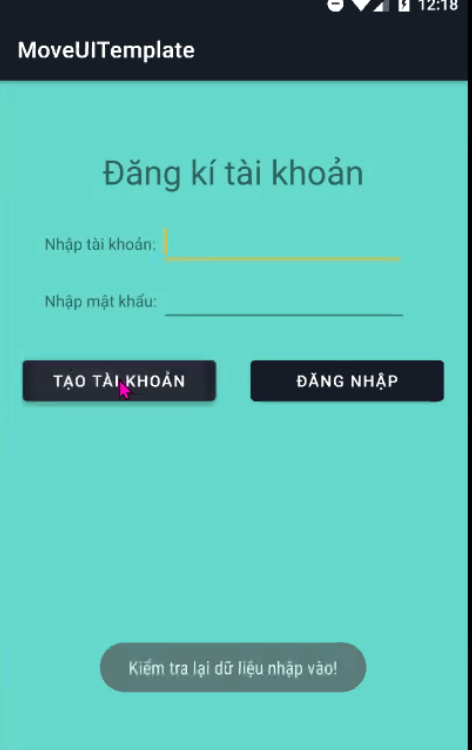 12:18
MoveUITemplate
Đăng kí tài khoản
Nhập tài khoản:
Nhập mật khẩu:
TẠO TÀI KHOẢN
ĐĂNG NHẬP
Kiểm tra lại dữ liệu nhập vào!